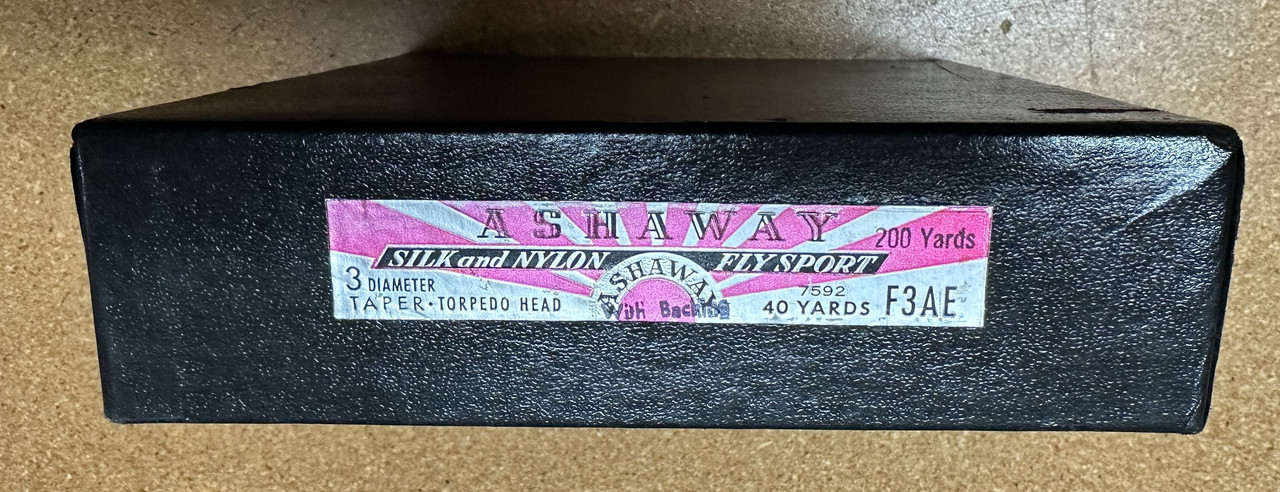 ASHAWAY
200 Yards
SILK and NYLON FLY SPORT
ASHAWAY
3 DIAMETER
7592
TAPER · TORPEDO HEAD
With Backing
40 YARDS F3AE